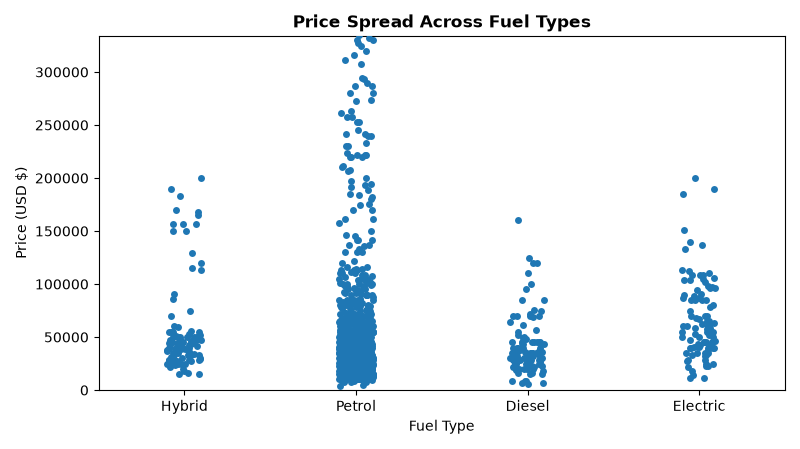 Price Spread Across Fuel Types
300000
250000
200000
150000
100000
50000
0
Price (USD $)
Hybrid Petrol Diesel Electric
Fuel Type